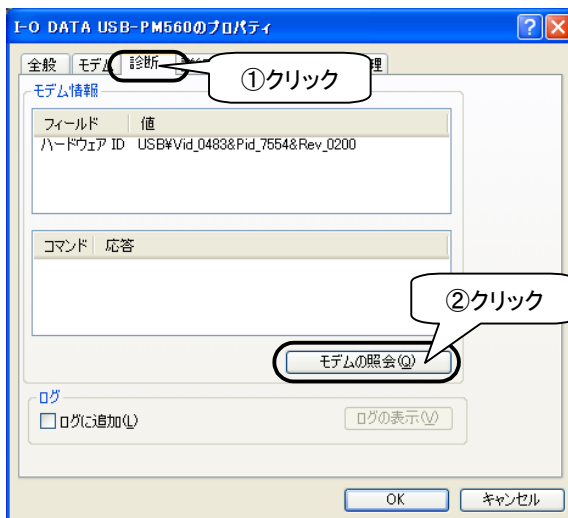 I-O DATA USB-PM560のプロパティ
全般 モデム 診断 理
①クリック
モデム情報
フィールド 値
ハードウェア ID USB¥Vid_0483&Pid_7554&Rev_0200
コマンド 応答
②クリック
モデムの照会(Q)
ログ
ログに追加(L) ログの表示(V)
OK キャンセル